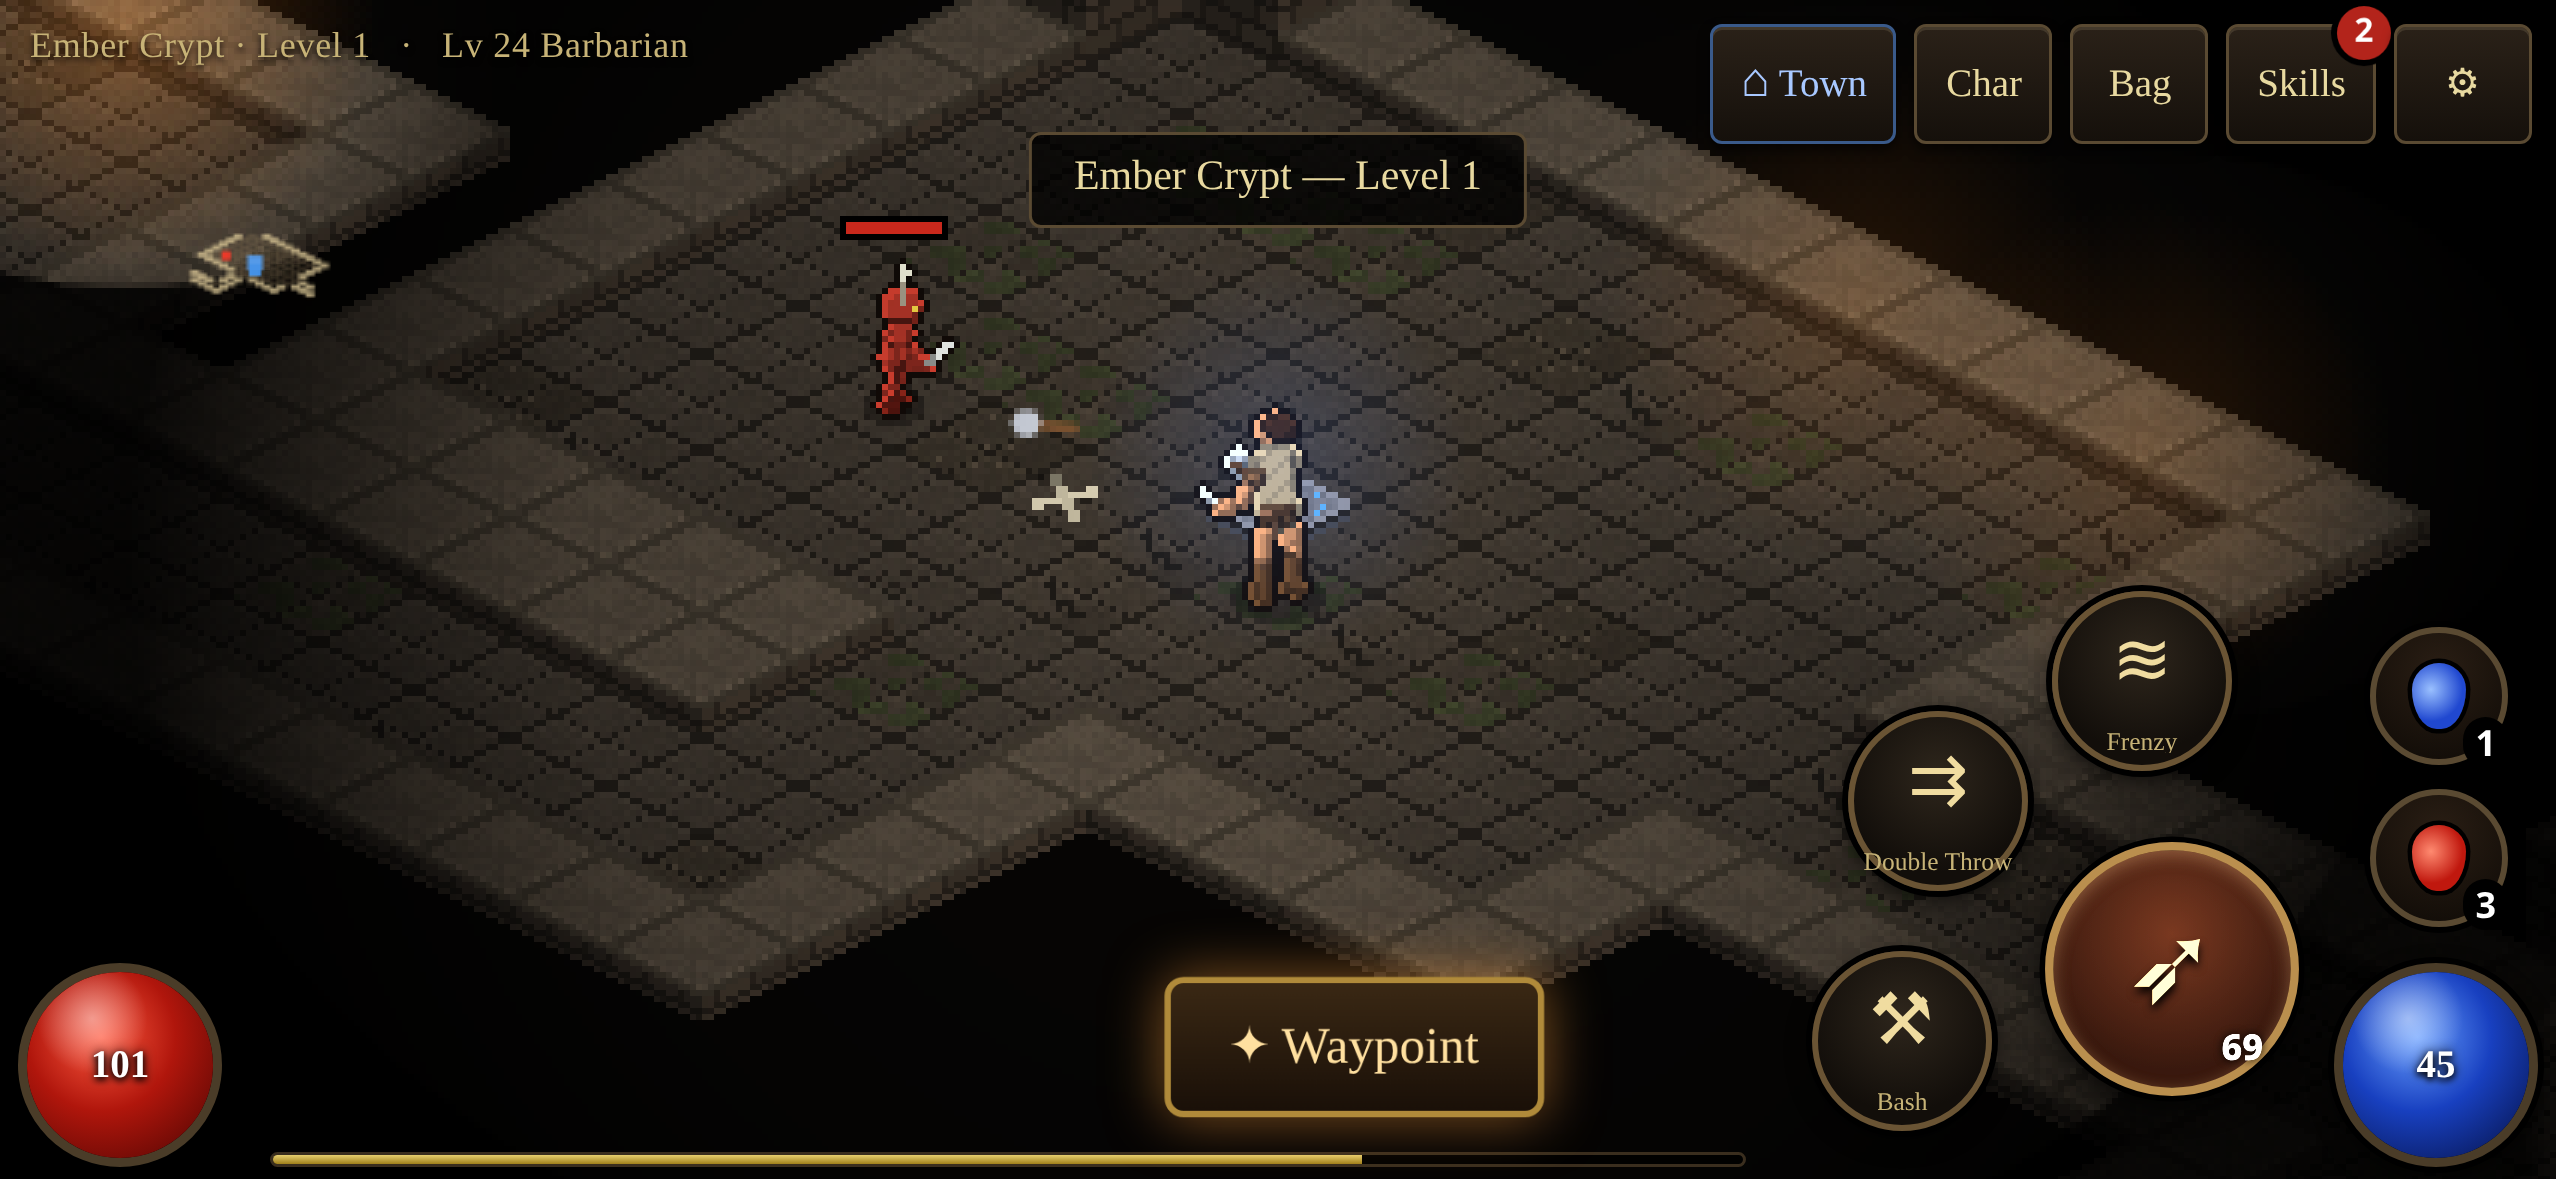 Ember Crypt · Level 1 · Lv 24 Barbarian
⌂ Town
Char
Bag
Skills
2
Ember Crypt — Level 1
Frenzy
1
Double Throw
3
69
Bash
✦ Waypoint
101
45